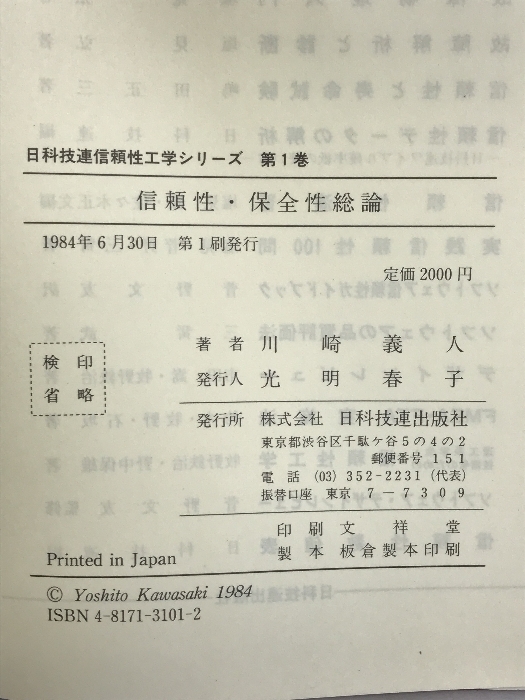 日科技連信頼性工学シリーズ 第1巻
信頼性・保全性総論
1984年6月30日 第1刷発行
定価2000円
検印
省略
著者 川崎義人
発行人 光明春子
発行所 株式会社 日科技連出版社
東京都渋谷区千駄ケ谷5の4の2
郵便番号 151
電話 (03)352-2231(代表)
振替口座 東京 7-7309
印刷 文祥堂
製本 板倉製本印刷
Printed in Japan
© Yoshito Kawasaki 1984
ISBN 4-8171-3101-2